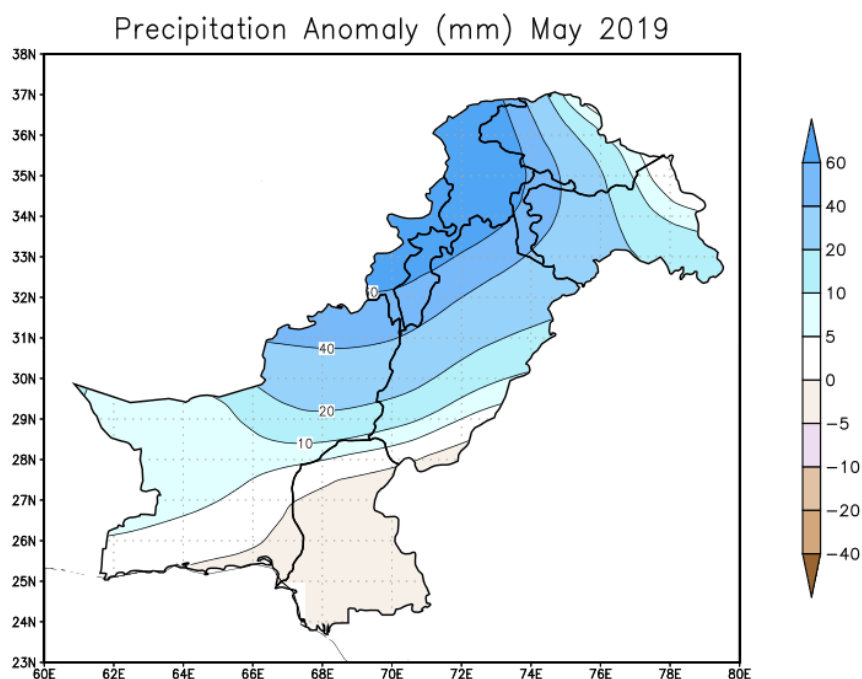 Precipitation Anomaly (mm) May 2019
38N
37N
36N
35N
34N
33N
32N
31N
30N
29N
28N
27N
26N
25N
24N
23N
60E 62E 64E 66E 68E 70E 72E 74E 76E 78E 80E
40
20
10
60
40
20
10
5
0
−5
−10
−20
−40